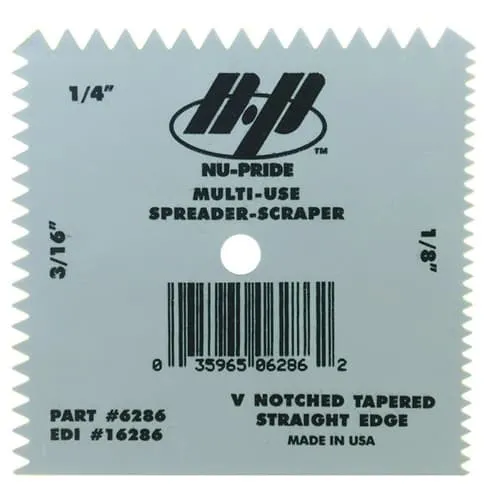 1/4"
N.P
TM
NU-PRIDE
MULTI-USE
SPREADER-SCRAPER
3/16"
1/8"
0 35965 06286 2
PART #6286
EDI #16286
V NOTCHED TAPERED
STRAIGHT EDGE
MADE IN USA